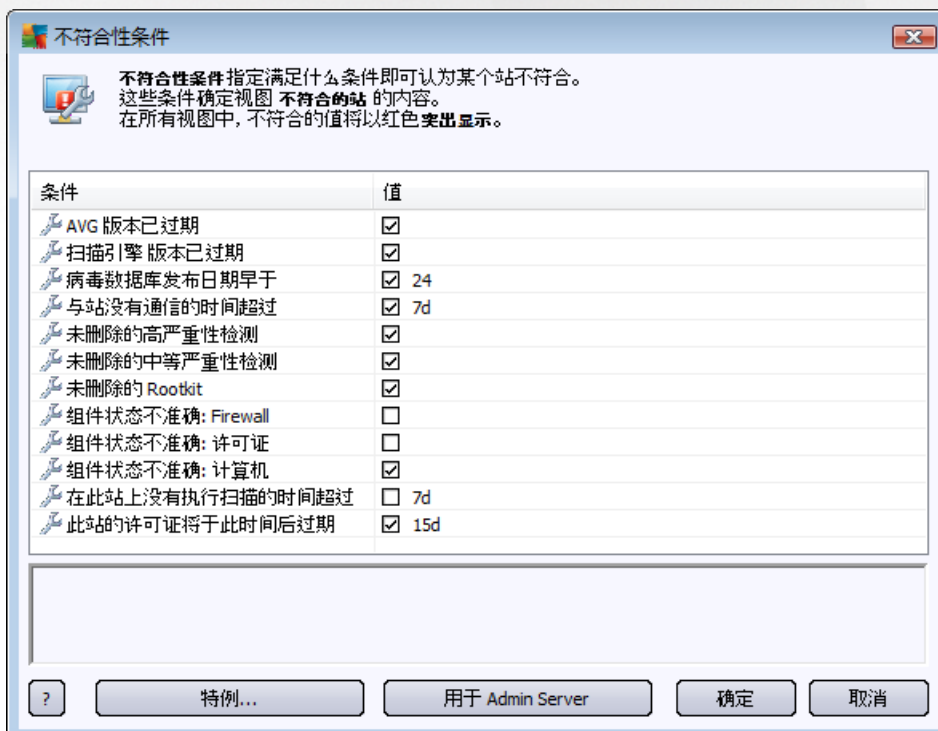 不符合性条件
不符合性条件指定满足什么条件即可认为某个站不符合。
这些条件确定视图 不符合的站 的内容。
在所有视图中, 不符合的值将以红色突出显示。
条件 值
AVG 版本已过期
扫描引擎 版本已过期
病毒数据库发布日期早于 24
与站没有通信的时间超过 7d
未删除的高严重性检测
未删除的中等严重性检测
未删除的 Rootkit
组件状态不准确: Firewall
组件状态不准确: 许可证
组件状态不准确: 计算机
在此站上没有执行扫描的时间超过 7d
此站的许可证将于此时间后过期 15d
? 特例... 用于 Admin Server 确定 取消